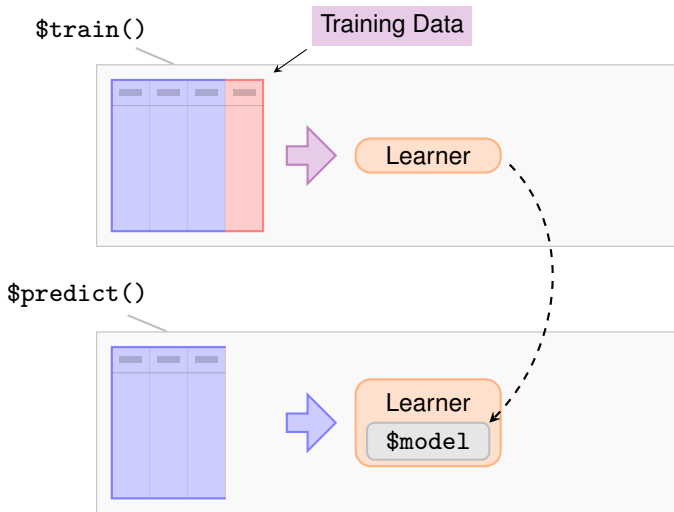 $train()
Training Data
Learner
$predict()
Learner
$model